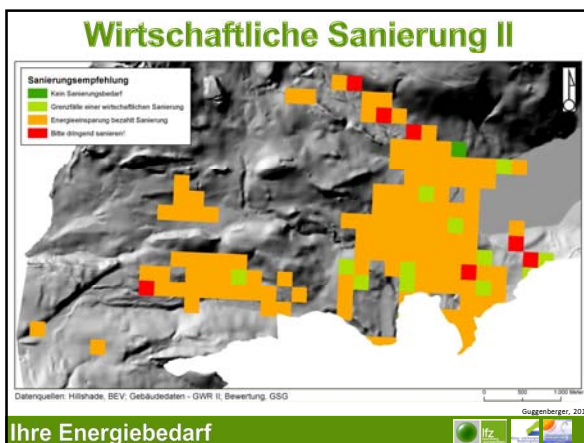 Wirtschaftliche Sanierung II
Sanierungsempfehlung
Kein Sanierungsbedarf
Grenzfälle einer wirtschaftlichen Sanierung
Energieeinsparung bezahlt Sanierung
Bitte dringend sanieren!
Datenquellen: Hillshade, BEV; Gebäudedaten - GWR II; Bewertung, GSG
0 500 1.000 Meter
Guggenberger, 201
Ihre Energiebedarf
lfz